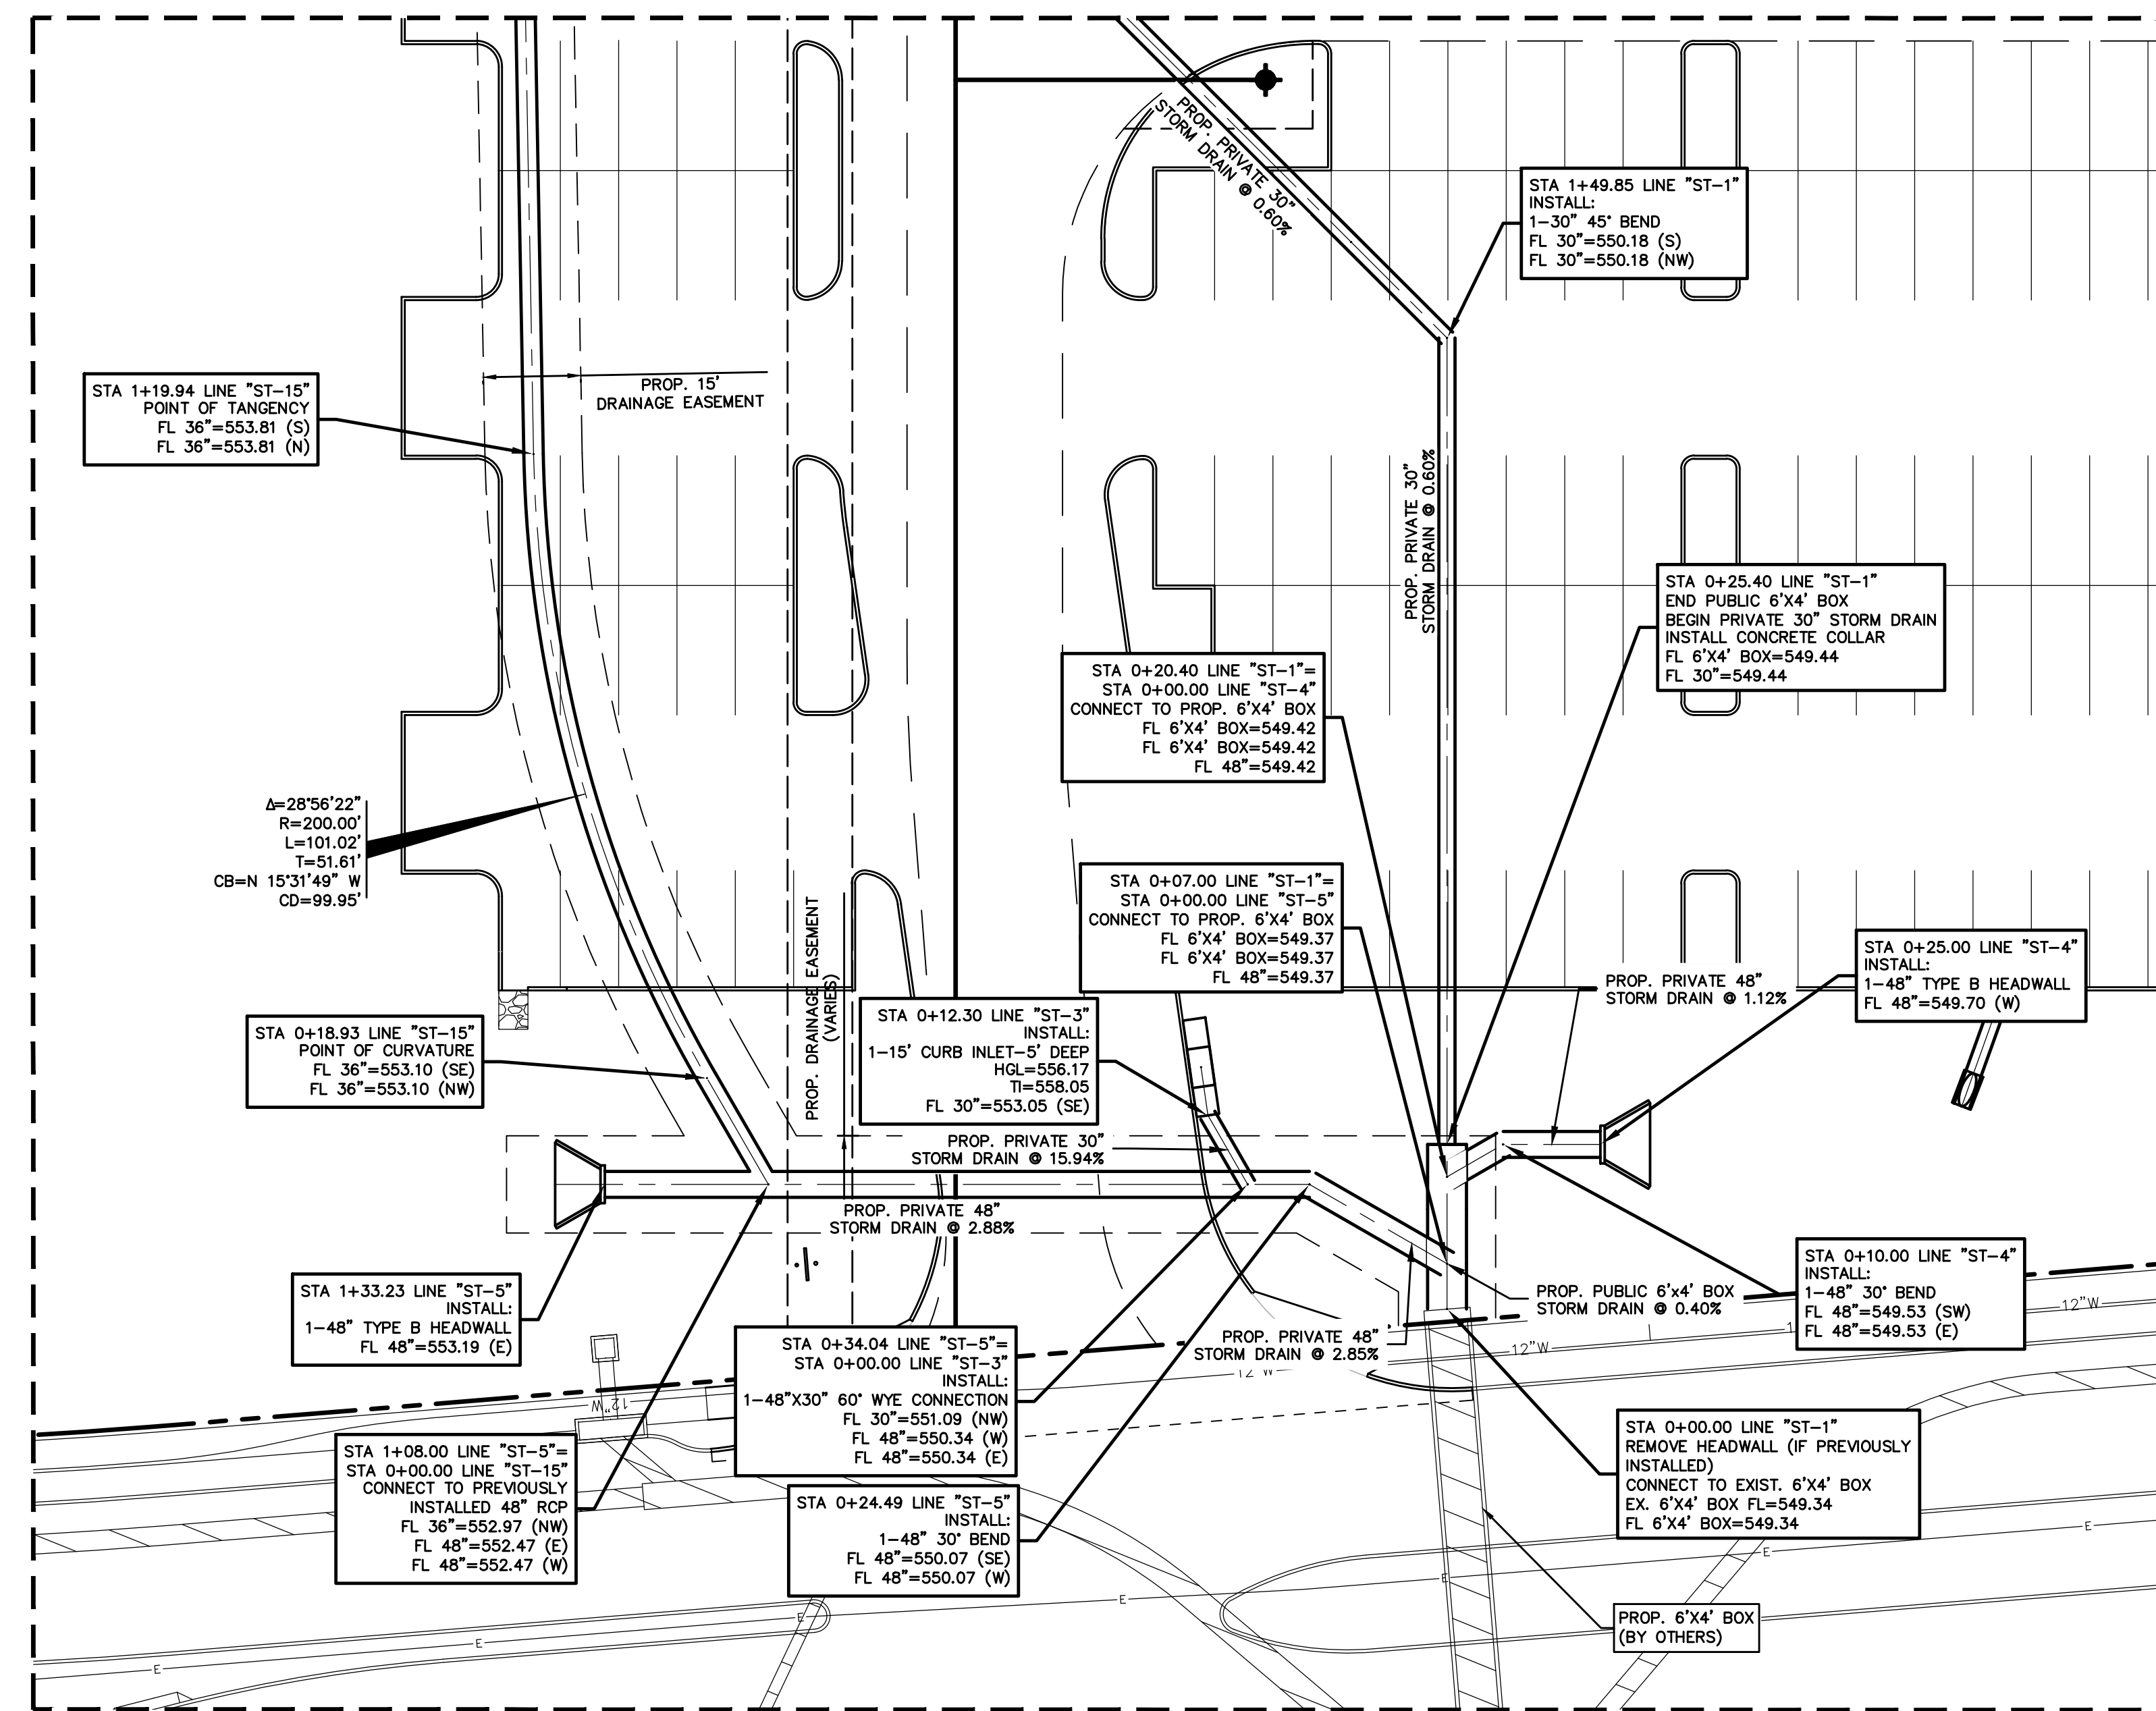 PROP. PRIVATE 30"
STORM DRAIN @ 0.60%
STA 1+49.85 LINE "ST-1"
INSTALL:
1-30" 45° BEND
FL 30"=550.18 (S)
FL 30"=550.18 (NW)
STA 1+19.94 LINE "ST-15"
POINT OF TANGENCY
FL 36"=553.81 (S)
FL 36"=553.81 (N)
PROP. 15'
DRAINAGE EASEMENT
PROP. PRIVATE 30"
STORM DRAIN @ 0.60%
STA 0+25.40 LINE "ST-1"
END PUBLIC 6'X4' BOX
BEGIN PRIVATE 30" STORM DRAIN
INSTALL CONCRETE COLLAR
FL 6'X4' BOX=549.44
FL 30"=549.44
STA 0+20.40 LINE "ST-1"=
STA 0+00.00 LINE "ST-4"
CONNECT TO PROP. 6'X4' BOX
FL 6'X4' BOX=549.42
FL 6'X4' BOX=549.42
FL 48"=549.42
Δ=28°56'22"
R=200.00'
L=101.02'
T=51.61'
CB=N 15°31'49" W
CD=99.95'
PROP. DRAINAGE EASEMENT
(VARIES)
STA 0+07.00 LINE "ST-1"=
STA 0+00.00 LINE "ST-5"
CONNECT TO PROP. 6'X4' BOX
FL 6'X4' BOX=549.37
FL 6'X4' BOX=549.37
FL 48"=549.37
PROP. PRIVATE 48"
STORM DRAIN @ 1.12%
STA 0+25.00 LINE "ST-4"
INSTALL:
1-48" TYPE B HEADWALL
FL 48"=549.70 (W)
STA 0+18.93 LINE "ST-15"
POINT OF CURVATURE
FL 36"=553.10 (SE)
FL 36"=553.10 (NW)
STA 0+12.30 LINE "ST-3"
INSTALL:
1-15' CURB INLET-5' DEEP
HGL=556.17
TI=558.05
FL 30"=553.05 (SE)
PROP. PRIVATE 30"
STORM DRAIN @ 15.94%
PROP. PRIVATE 48"
STORM DRAIN @ 2.88%
STA 1+33.23 LINE "ST-5"
INSTALL:
1-48" TYPE B HEADWALL
FL 48"=553.19 (E)
PROP. PUBLIC 6'x4' BOX
STORM DRAIN @ 0.40%
STA 0+10.00 LINE "ST-4"
INSTALL:
1-48" 30° BEND
FL 48"=549.53 (SW)
FL 48"=549.53 (E)
12"W
PROP. PRIVATE 48"
STORM DRAIN @ 2.85%
12"W
12"W
12"W
STA 0+34.04 LINE "ST-5"=
STA 0+00.00 LINE "ST-3"
INSTALL:
1-48"X30" 60° WYE CONNECTION
FL 30"=551.09 (NW)
FL 48"=550.34 (W)
FL 48"=550.34 (E)
STA 1+08.00 LINE "ST-5"=
STA 0+00.00 LINE "ST-15"
CONNECT TO PREVIOUSLY
INSTALLED 48" RCP
FL 36"=552.97 (NW)
FL 48"=552.47 (E)
FL 48"=552.47 (W)
STA 0+24.49 LINE "ST-5"
INSTALL:
1-48" 30° BEND
FL 48"=550.07 (SE)
FL 48"=550.07 (W)
STA 0+00.00 LINE "ST-1"
REMOVE HEADWALL (IF PREVIOUSLY
INSTALLED)
CONNECT TO EXIST. 6'X4' BOX
EX. 6'X4' BOX FL=549.34
FL 6'X4' BOX=549.34
PROP. 6'X4' BOX
(BY OTHERS)
E
E
E
E
E
E
E